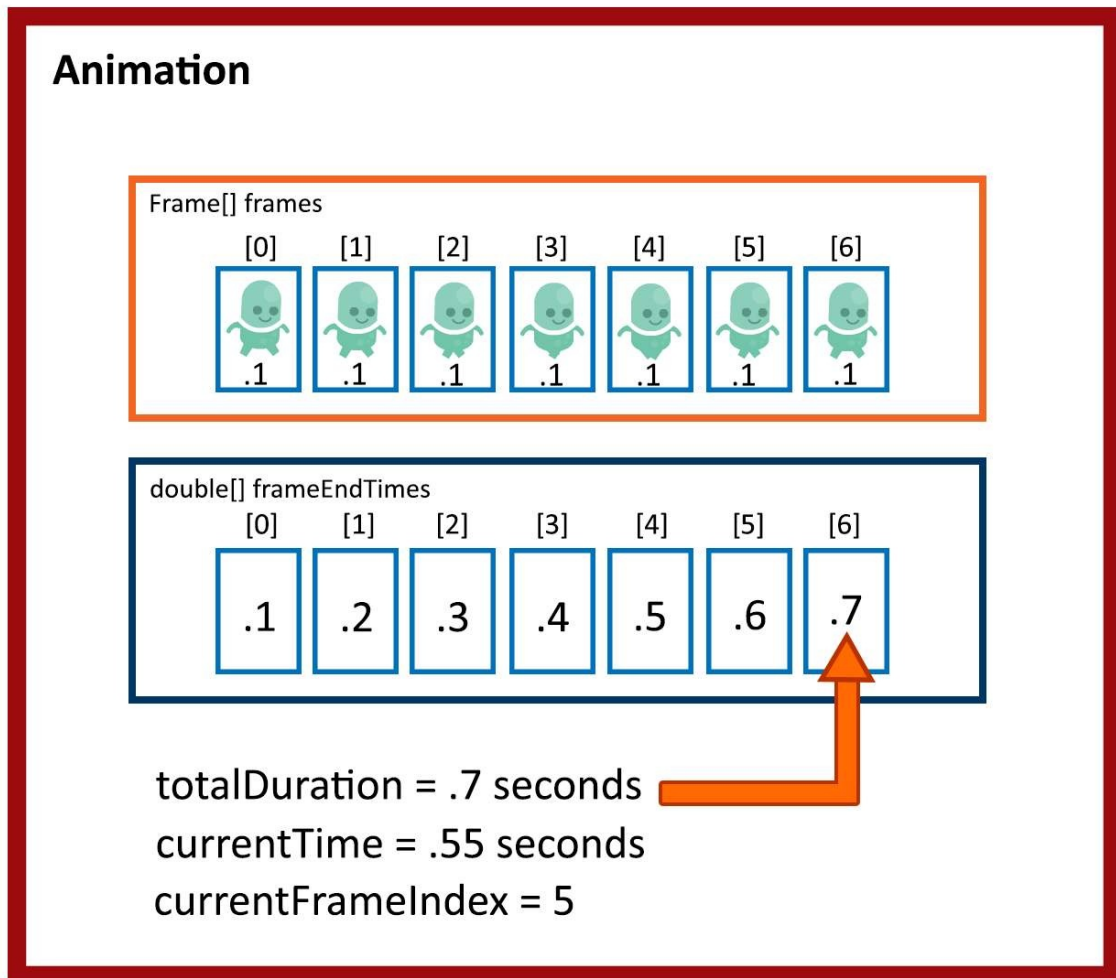 Animation
Frame[] frames
[0] [1] [2] [3] [4] [5] [6]
.1 .1 .1 .1 .1 .1 .1
double[] frameEndTimes
[0] [1] [2] [3] [4] [5] [6]
.1 .2 .3 .4 .5 .6 .7
totalDuration = .7 seconds
currentTime = .55 seconds
currentFrameIndex = 5